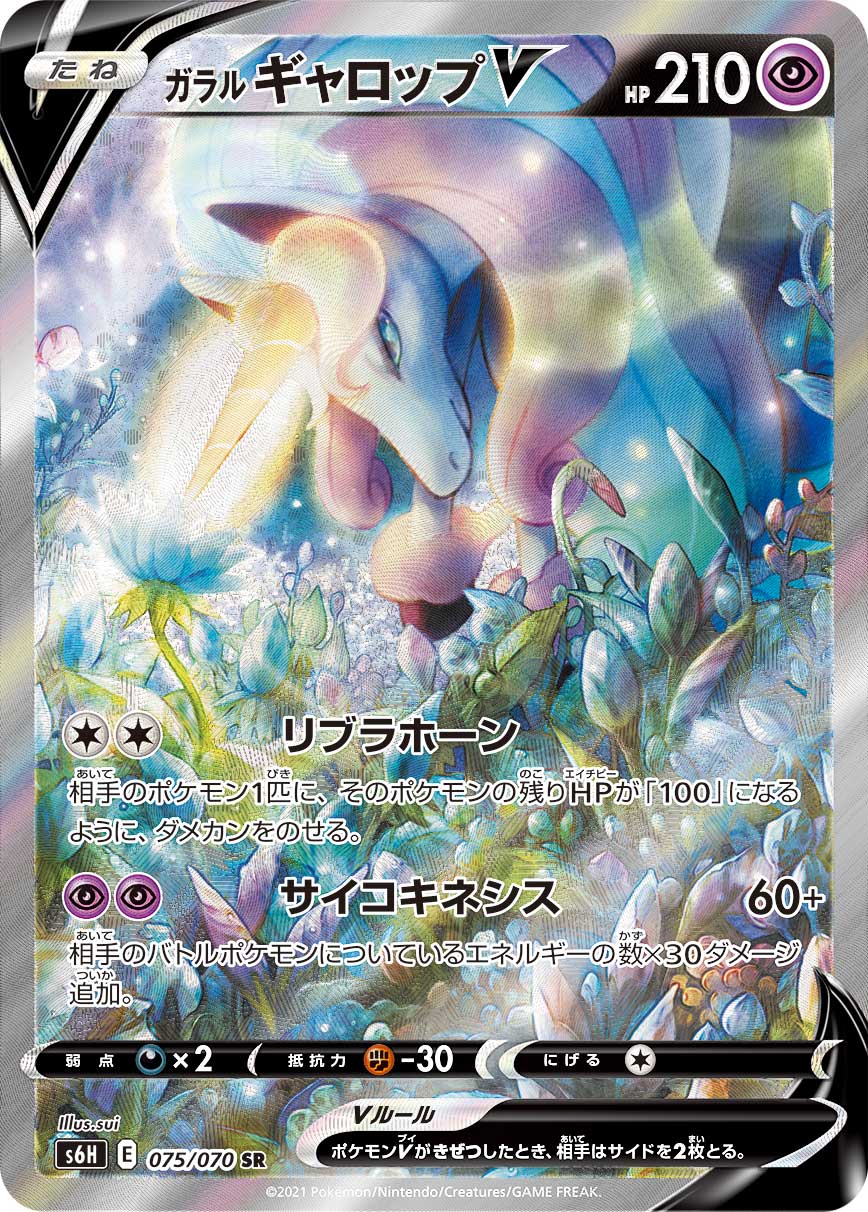 たね
ガラル ギャロップV HP 210
リブラホーン
相手のポケモン1匹に、そのポケモンの残りHPが「100」になる
ように、ダメカンをのせる。
サイコキネシス 60+
相手のバトルポケモンについているエネルギーの数×30ダメージ
追加。
弱点 ×2 抵抗力 -30 にげる
Illus.sui
Vルール
ポケモンVがきぜつしたとき、相手はサイドを2枚とる。
s6H E 075/070 SR
©2021 Pokémon/Nintendo/Creatures/GAME FREAK.